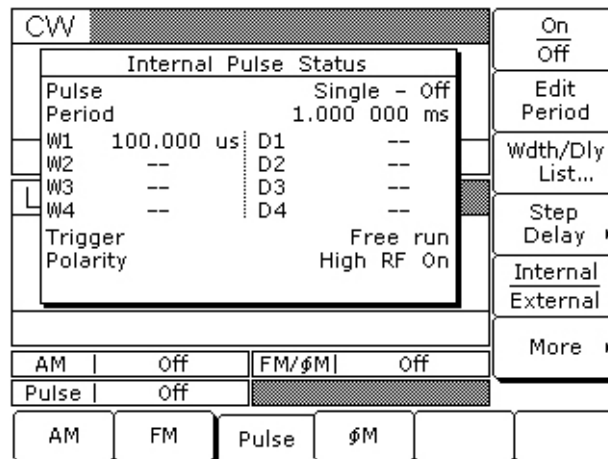 CW
Internal Pulse Status
Pulse Single - Off
Period 1.000 000 ms
W1 100.000 us D1 --
W2 -- D2 --
W3 -- D3 --
W4 -- D4 --
Trigger Free run
Polarity High RF On
L
AM | Off FM/ɸM| Off
Pulse | Off
On
Off
Edit
Period
Wdth/Dly
List...
Step
Delay
Internal
External
More
AM FM Pulse ɸM